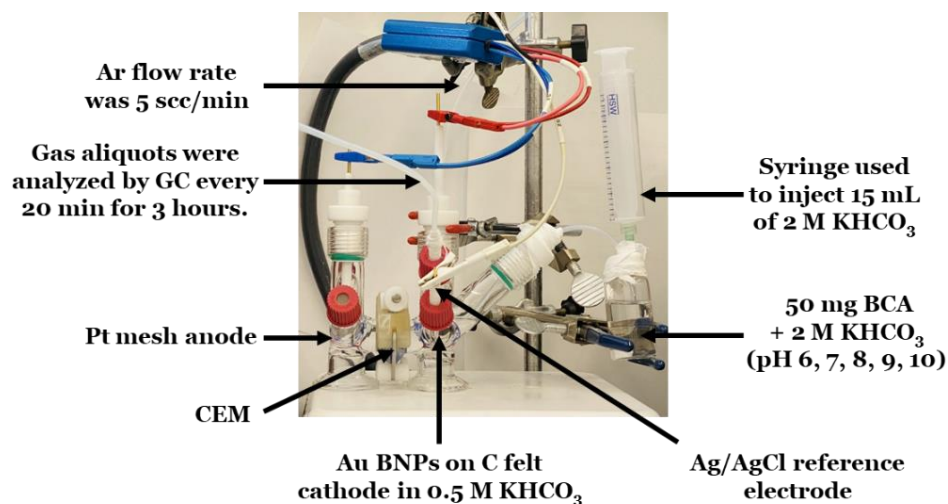 Ar flow rate
was 5 scc/min
Gas aliquots were
analyzed by GC every
20 min for 3 hours.
Pt mesh anode
CEM
Au BNPs on C felt
cathode in 0.5 M KHCO₃
Ag/AgCl reference
electrode
50 mg BCA
+ 2 M KHCO₃
(pH 6, 7, 8, 9, 10)
Syringe used
to inject 15 mL
of 2 M KHCO₃
HSW